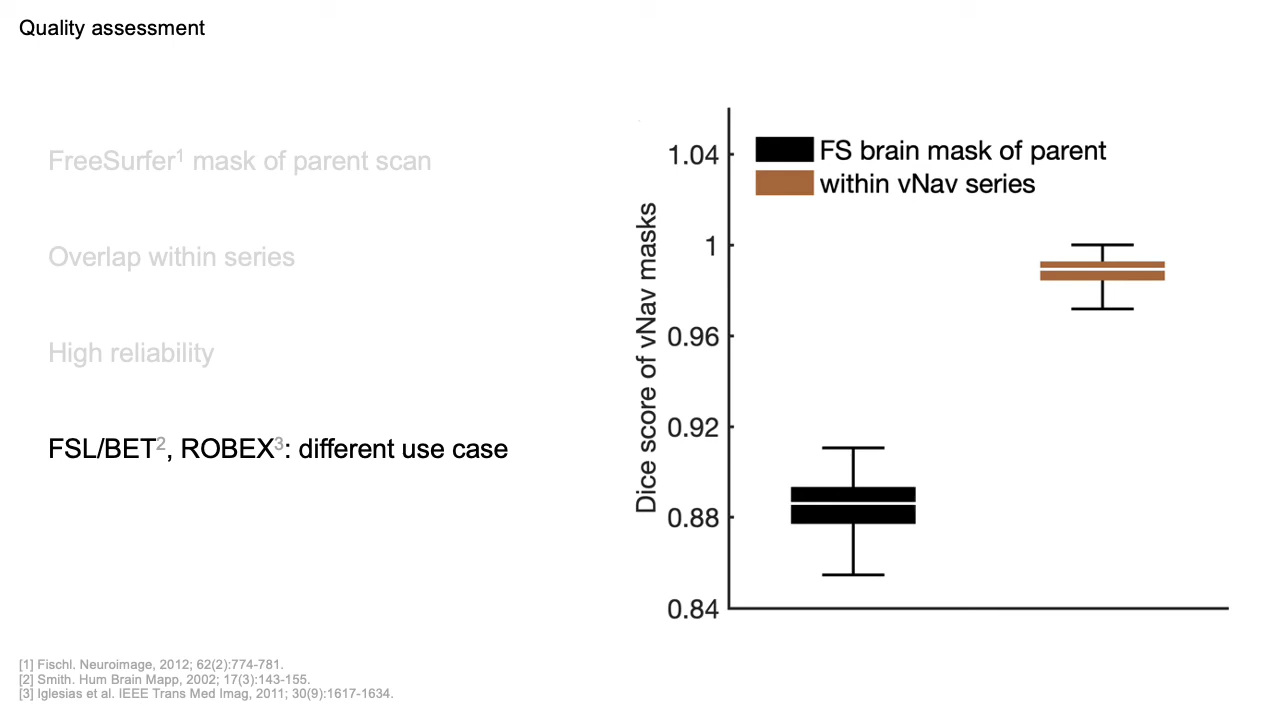 Quality assessment
FreeSurfer¹ mask of parent scan
Overlap within series
High reliability
FSL/BET², ROBEX³: different use case
Dice score of vNav masks
1.04
1
0.96
0.92
0.88
0.84
FS brain mask of parent
within vNav series
[1] Fischl. Neuroimage, 2012; 62(2):774-781.
[2] Smith. Hum Brain Mapp, 2002; 17(3):143-155.
[3] Iglesias et al. IEEE Trans Med Imag, 2011; 30(9):1617-1634.